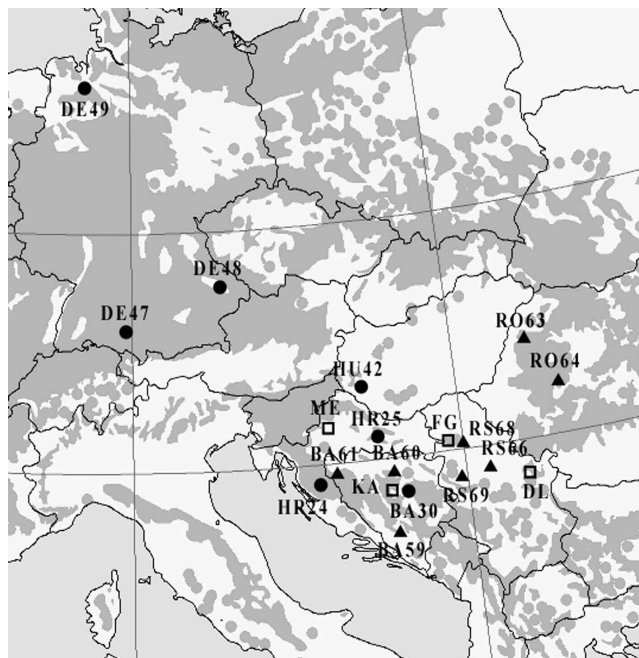 DE49
DE48
DE47
RO63
RO64
HU42
ME
HR25
FG
RS68
BA61
BA60
RS66
KA
RS69
DL
HR24
BA30
BA59